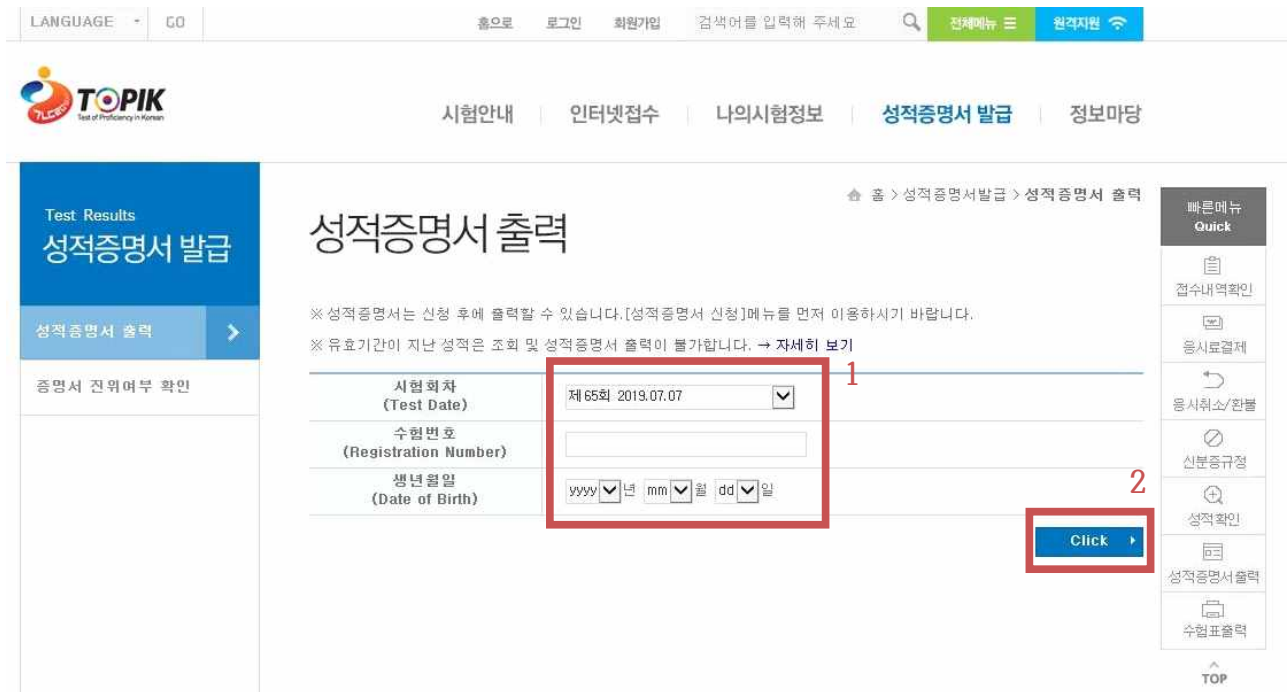 LANGUAGE GO 홈으로 로그인 회원가입 검색어를 입력해 주세요 전체메뉴 원격지원
TOPIK
Test of Proficiency in Korean
시험안내 인터넷접수 나의시험정보 성적증명서 발급 정보마당
홈 > 성적증명서발급 > 성적증명서 출력
Test Results
성적증명서 발급
성적증명서 출력
증명서 진위여부 확인
성적증명서 출력
※ 성적증명서는 신청 후에 출력할 수 있습니다.[성적증명서 신청]메뉴를 먼저 이용하시기 바랍니다.
※ 유효기간이 지난 성적은 조회 및 성적증명서 출력이 불가합니다. → 자세히 보기
1
시험회차
(Test Date)
제65회 2019.07.07
수험번호
(Registration Number)
생년월일
(Date of Birth)
yyyy 년 mm 월 dd 일
2
Click
빠른메뉴
Quick
접수내역확인
응시료결제
응시취소/환불
신분증규정
성적확인
성적증명서출력
수험표출력
TOP